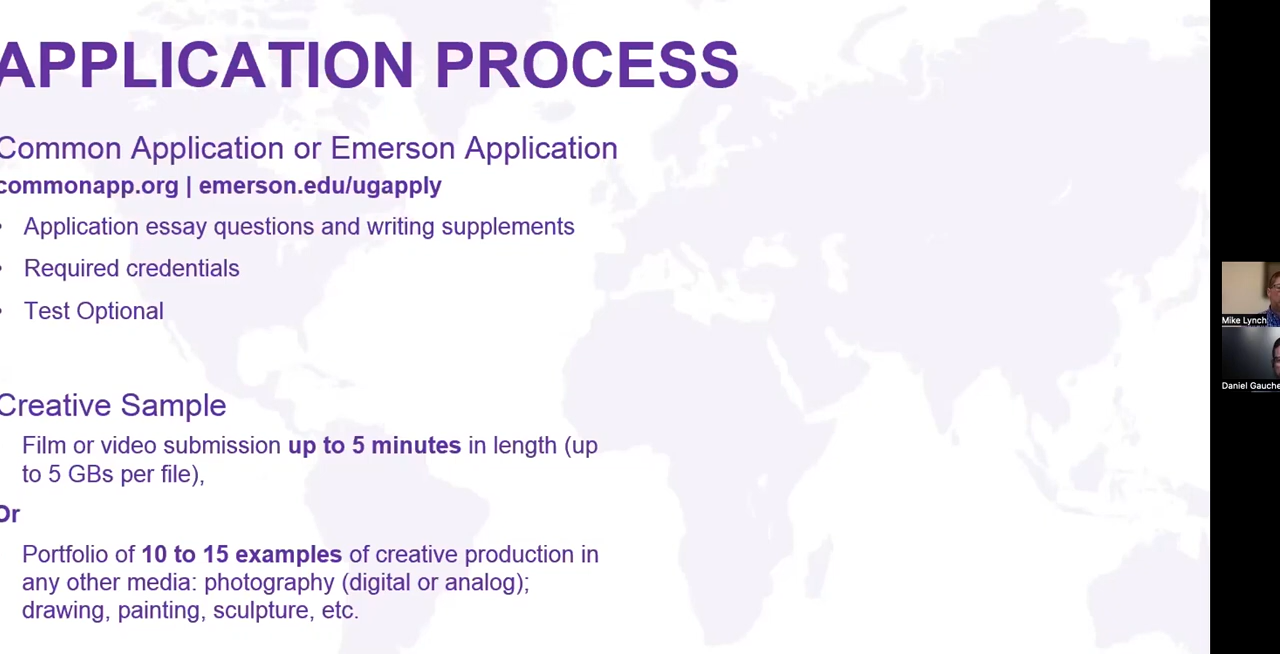 APPLICATION PROCESS
Common Application or Emerson Application
commonapp.org | emerson.edu/ugapply
• Application essay questions and writing supplements
• Required credentials
• Test Optional
Creative Sample
Film or video submission up to 5 minutes in length (up
to 5 GBs per file),
Or
Portfolio of 10 to 15 examples of creative production in
any other media: photography (digital or analog);
drawing, painting, sculpture, etc.
Mike Lynch
Daniel Gauche